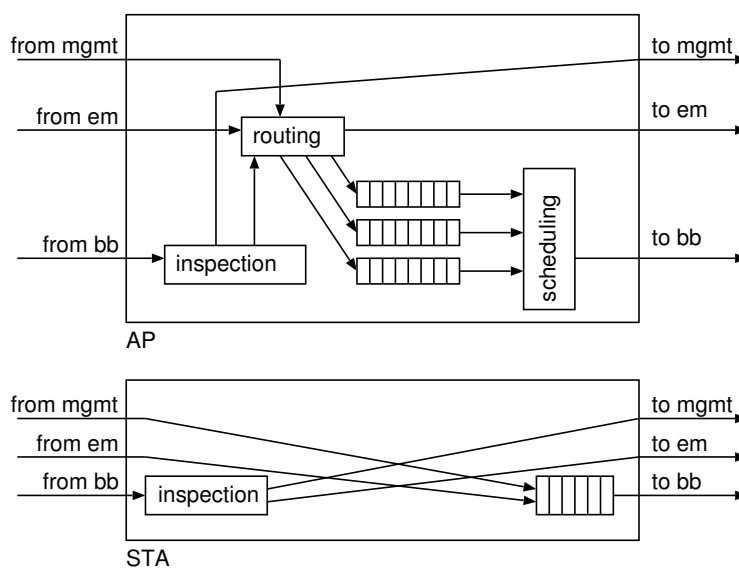 from mgmt
to mgmt
from em
to em
routing
from bb
to bb
inspection
scheduling
AP
from mgmt
to mgmt
from em
to em
from bb
to bb
inspection
STA